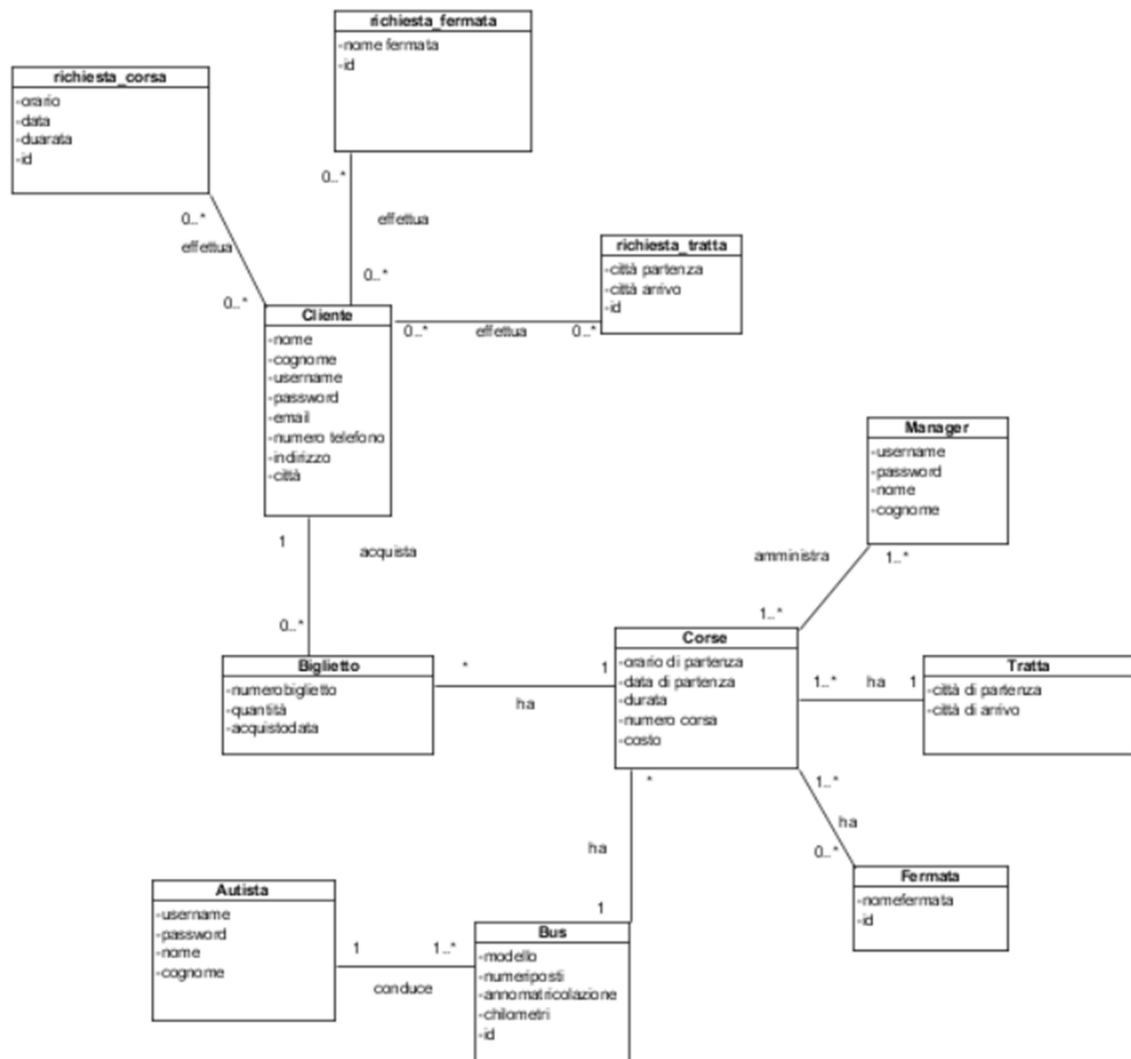 richiesta_fermata
-nome fermata
-id
richiesta_corsa
-orario
-data
-duarata
-id
0..*
effettua
0..*
0..*
effettua
0..*
richiesta_tratta
-città partenza
-città arrivo
-id
0..*
effettua
0..*
Cliente
-nome
-cognome
-username
-password
-email
-numero telefono
-indirizzo
-città
Manager
-username
-password
-nome
-cognome
1
acquista
0..*
amministra
1..*
1..*
Biglietto
-numerobiglietto
-quantità
-acquistodata
*
ha
1
Corse
-orario di partenza
-data di partenza
-durata
-numero corsa
-costo
1..*
ha
1
Tratta
-città di partenza
-città di arrivo
*
ha
1
1..*
ha
0..*
Fermata
-nomefermata
-id
Autista
-username
-password
-nome
-cognome
1
conduce
1..*
Bus
-modello
-numeriposti
-annomatricolazione
-chilometri
-id